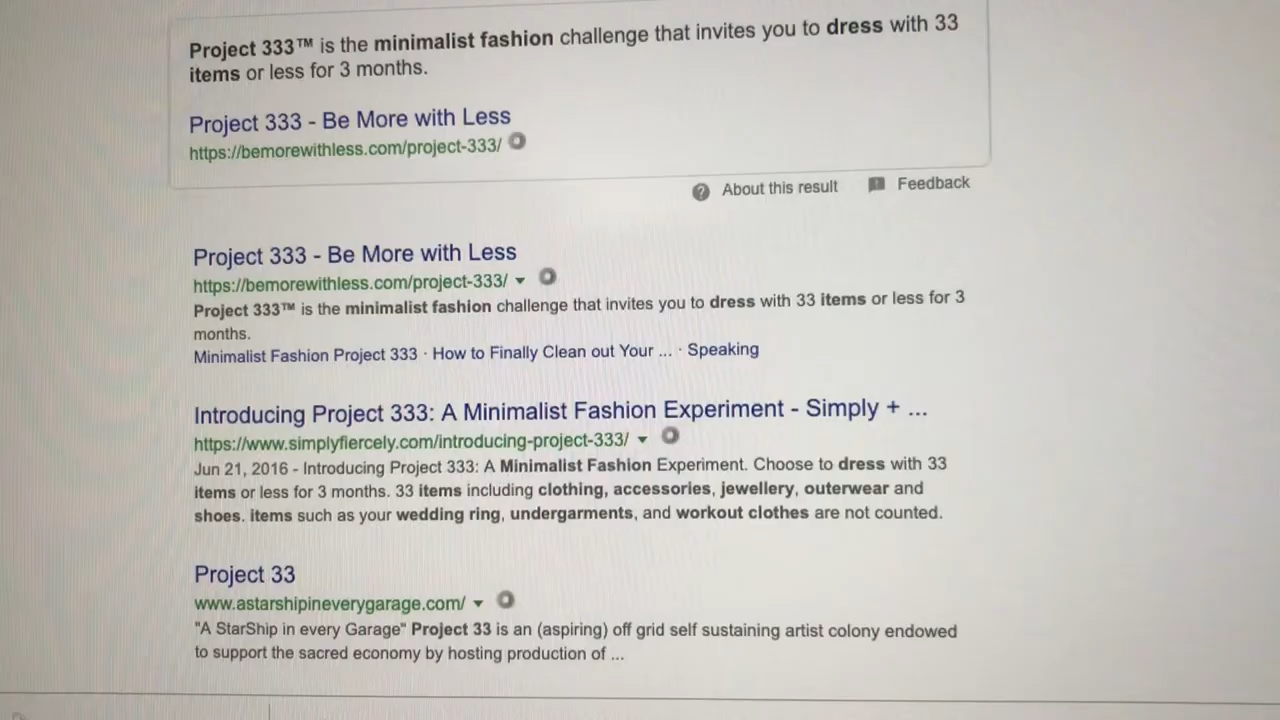 Project 333™ is the minimalist fashion challenge that invites you to dress with 33
items or less for 3 months.
Project 333 - Be More with Less
https://bemorewithless.com/project-333/
About this result Feedback
Project 333 - Be More with Less
https://bemorewithless.com/project-333/
Project 333™ is the minimalist fashion challenge that invites you to dress with 33 items or less for 3
months.
Minimalist Fashion Project 333 · How to Finally Clean out Your ... · Speaking
Introducing Project 333: A Minimalist Fashion Experiment - Simply + ...
https://www.simplyfiercely.com/introducing-project-333/
Jun 21, 2016 - Introducing Project 333: A Minimalist Fashion Experiment. Choose to dress with 33
items or less for 3 months. 33 items including clothing, accessories, jewellery, outerwear and
shoes. items such as your wedding ring, undergarments, and workout clothes are not counted.
Project 33
www.astarshipineverygarage.com/
"A StarShip in every Garage" Project 33 is an (aspiring) off grid self sustaining artist colony endowed
to support the sacred economy by hosting production of ...